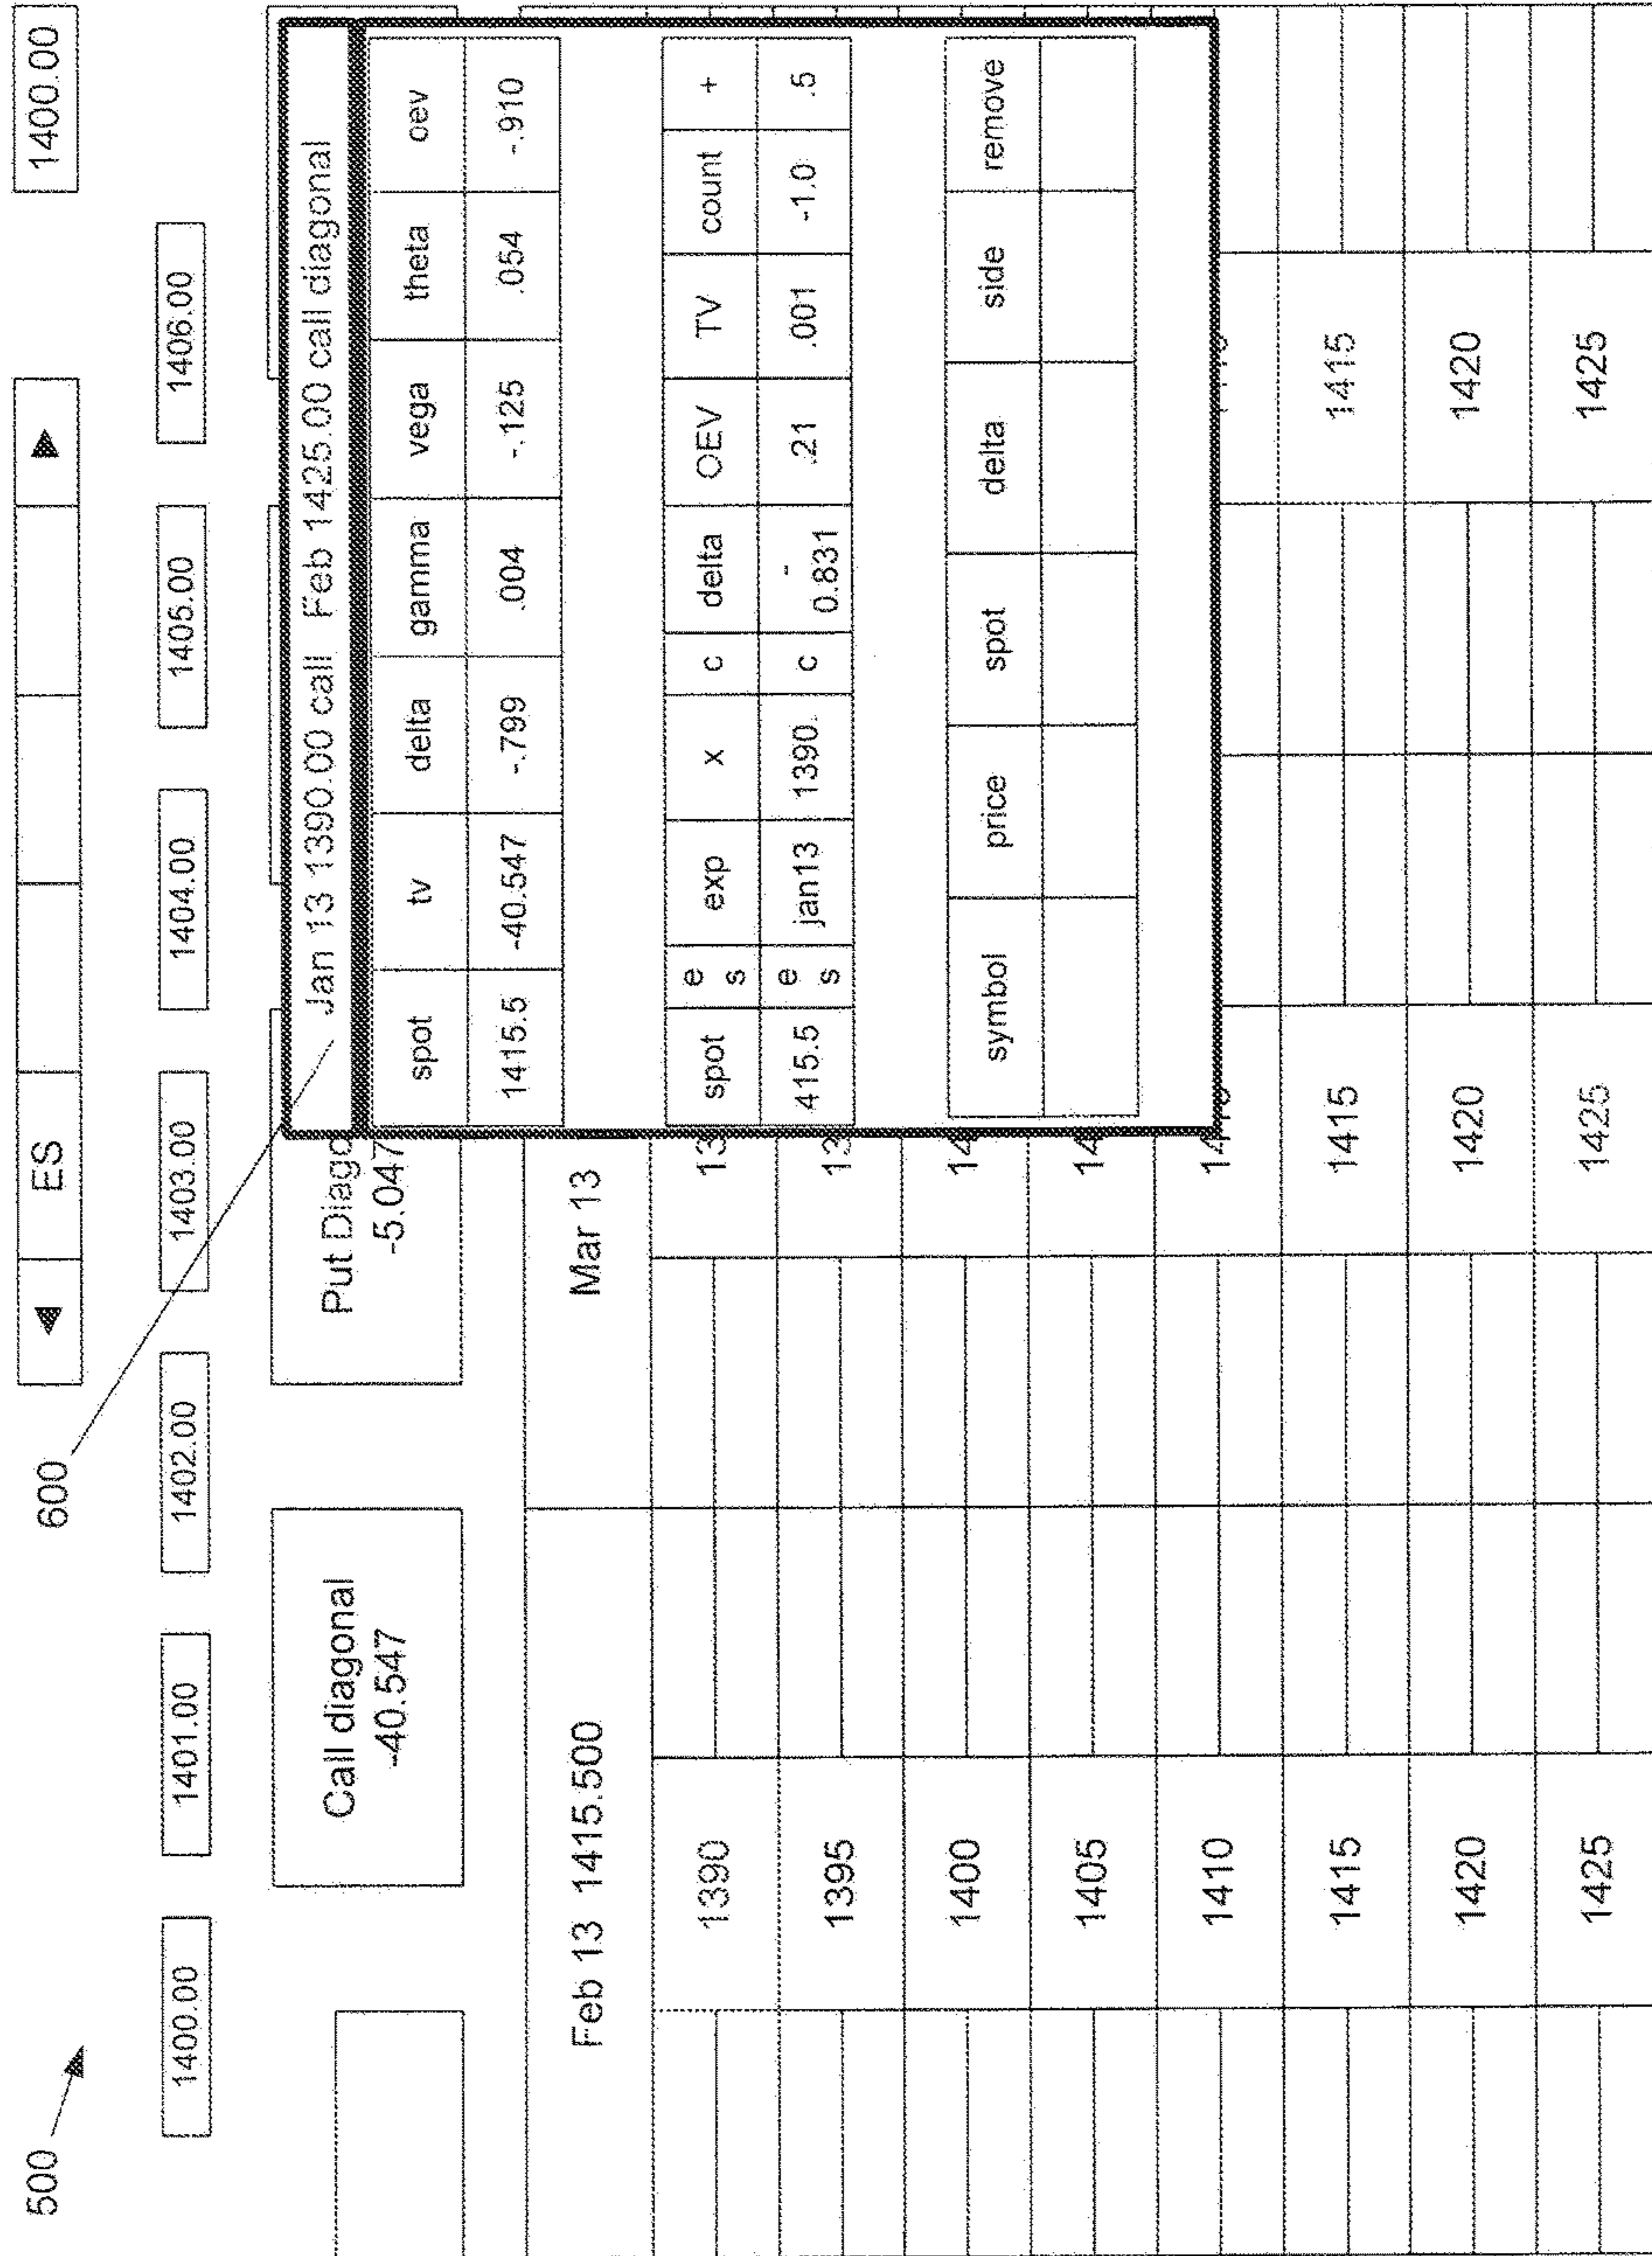 500
600
◄ ES ►
1400.00
1400.00 1401.00 1402.00 1403.00 1404.00 1405.00 1406.00
Call diagonal
-40.547
Put Diago
-5.047
Jan 13 1390.00 call Feb 1425.00 call diagonal
spot tv delta gamma vega theta oev
1415.5 -40.547 -.799 .004 -.125 .054 -.910
spot e s exp x c delta OEV TV count +
415.5 e s jan13 1390. c - 0.831 .21 .001 -1.0 .5
symbol price spot delta side remove
Feb 13 1415.500 Mar 13
1390 13
1395 13
1400 14
1405 14
1410 14
1415 1415 1415
1420 1420 1420
1425 1425 1425